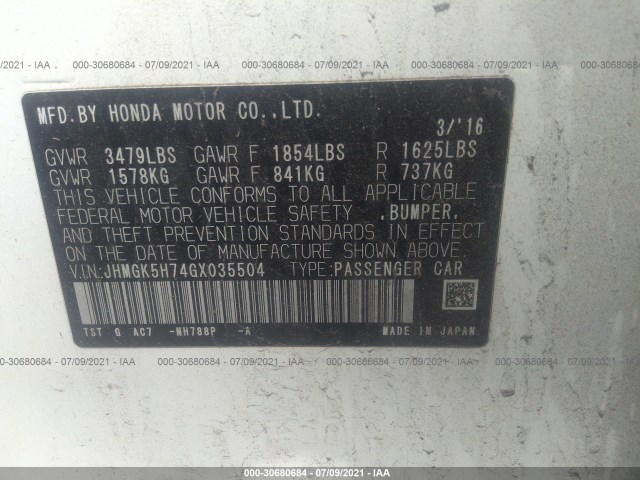 000-30680684 - 07/09/2021 - IAA
MFD.BY HONDA MOTOR CO.,LTD.
3/'16
GVWR 3479LBS GAWR F 1854LBS R 1625LBS
GVWR 1578KG GAWR F 841KG R 737KG
THIS VEHICLE CONFORMS TO ALL APPLICABLE
FEDERAL MOTOR VEHICLE SAFETY ,BUMPER,
AND THEFT PREVENTION STANDARDS IN EFFECT
ON THE DATE OF MANUFACTURE SHOWN ABOVE.
V.IN:JHMGK5H74GX035504 TYPE:PASSENGER CAR
TST G AC7 -NH788P -A
MADE IN JAPAN.
000-30680684 - 07/09/2021 - IAA
000-30680684 - 07/09/2021 - IAA